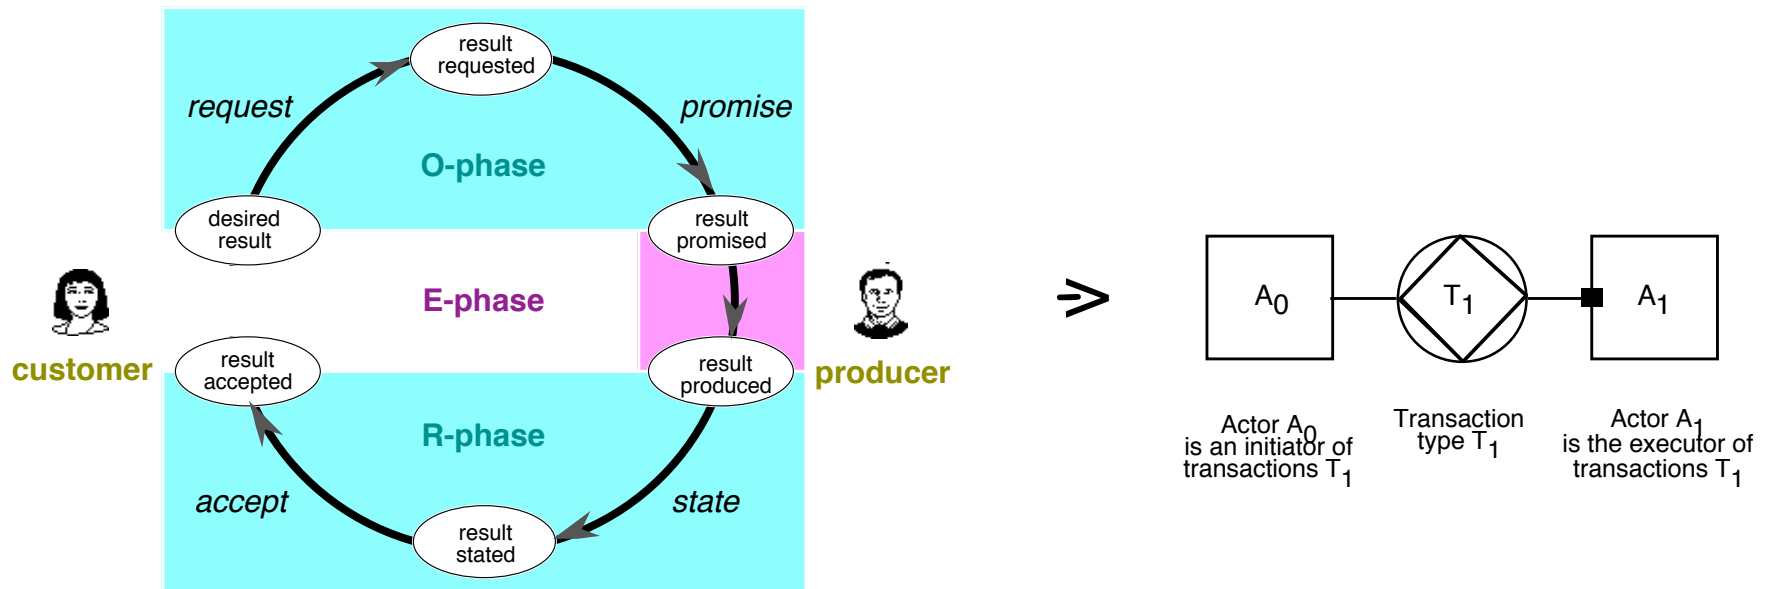 result
requested
request
promise
O-phase
desired
result
result
promised
E-phase
customer
producer
result
accepted
result
produced
R-phase
accept
state
result
stated
A0
T1
A1
Actor A0
is an initiator of
transactions T1
Transaction
type T1
Actor A1
is the executor of
transactions T1